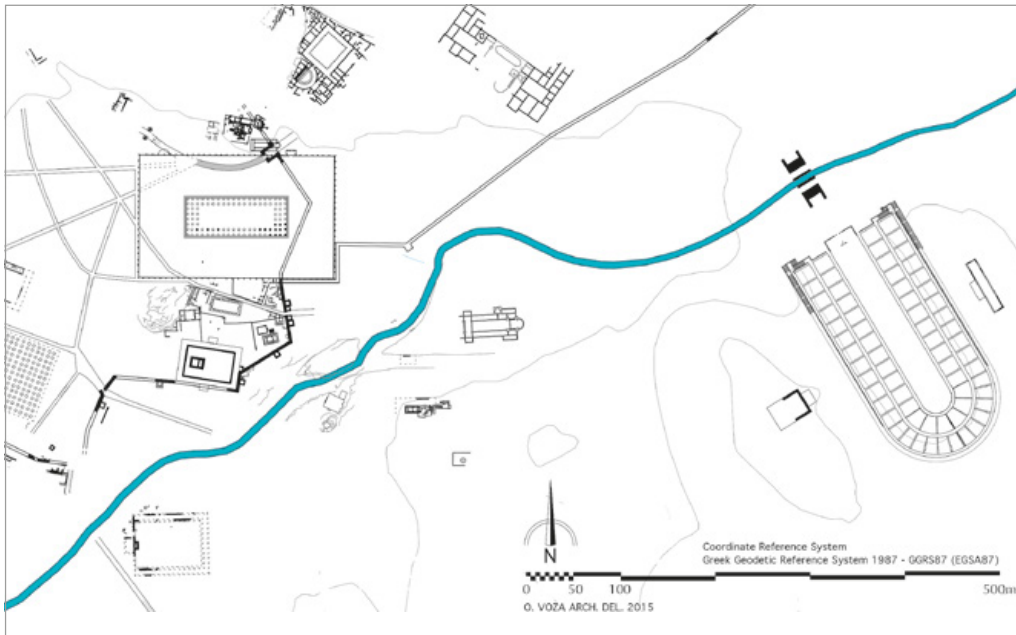 N
Coordinate Reference System
Greek Geodetic Reference System 1987 - GGRS87 (EGSA87)
0 50 100 500m
O. VOZA ARCH. DEL. 2015